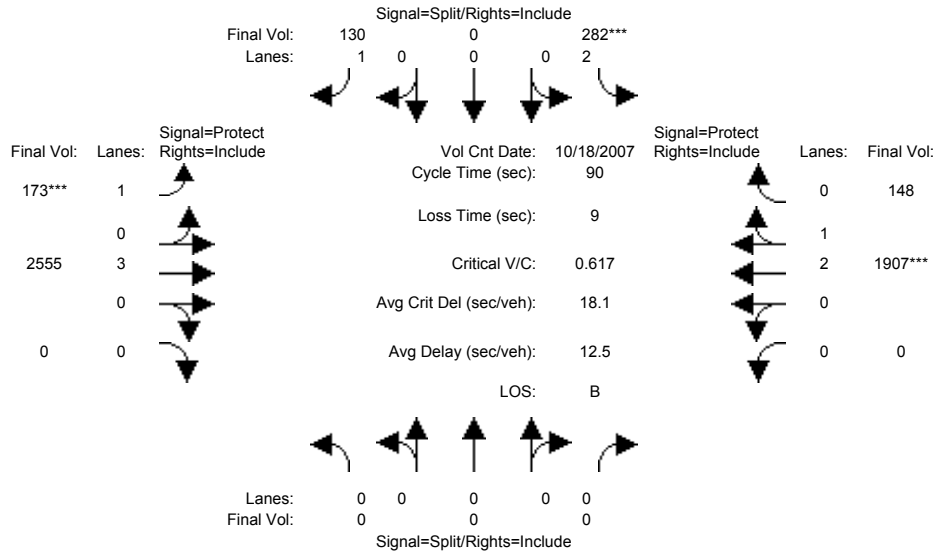 Signal=Split/Rights=Include
Final Vol: 130 0 282***
Lanes: 1 0 0 0 2
Signal=Protect Signal=Protect
Final Vol: Lanes: Rights=Include Vol Cnt Date: 10/18/2007 Rights=Include Lanes: Final Vol:
Cycle Time (sec): 90
173*** 1 0 148
Loss Time (sec): 9
0 1
2555 3 Critical V/C: 0.617 2 1907***
0 Avg Crit Del (sec/veh): 18.1 0
0 0 Avg Delay (sec/veh): 12.5 0 0
LOS: B
Lanes: 0 0 0 0 0
Final Vol: 0 0 0
Signal=Split/Rights=Include